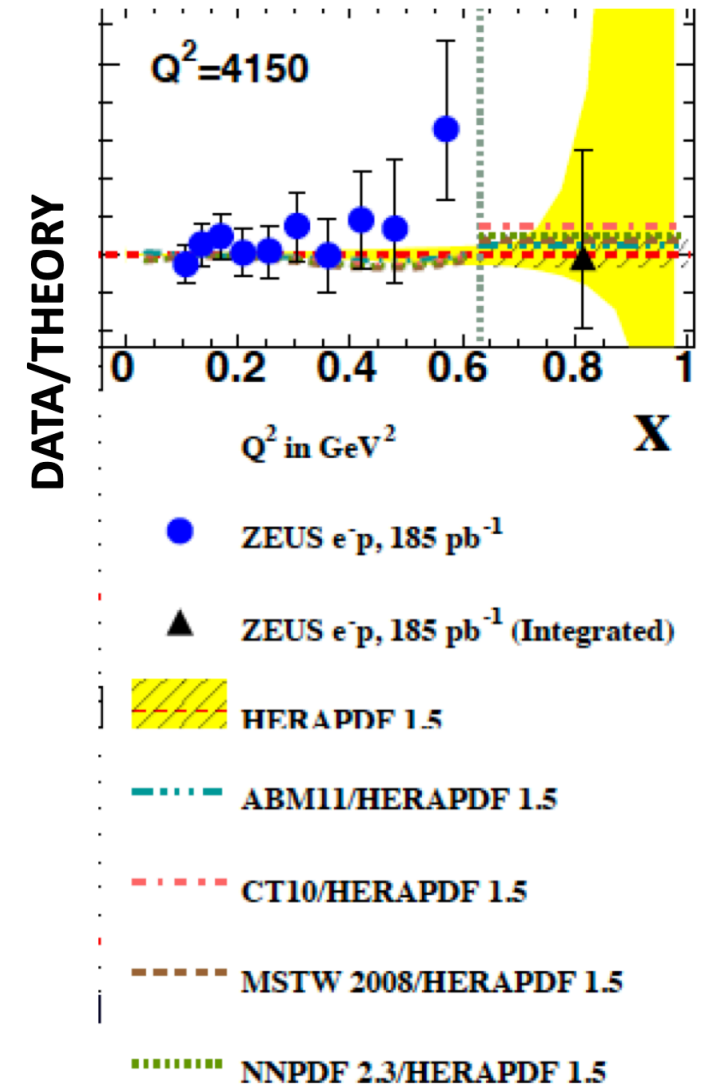 Q²=4150
DATA/THEORY
0 0.2 0.4 0.6 0.8 1
X
Q² in GeV²
ZEUS e⁻p, 185 pb⁻¹
ZEUS e⁻p, 185 pb⁻¹ (Integrated)
HERAPDF 1.5
ABM11/HERAPDF 1.5
CT10/HERAPDF 1.5
MSTW 2008/HERAPDF 1.5
NNPDF 2.3/HERAPDF 1.5